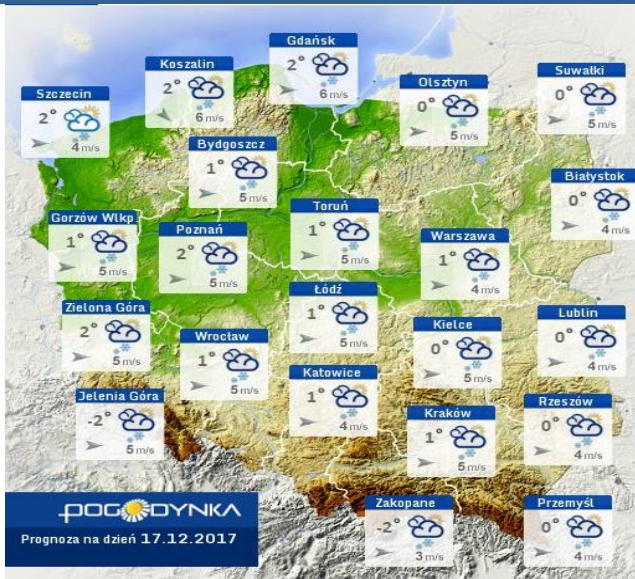 Gdańsk
2°
6 m/s
Koszalin
2°
6 m/s
Suwałki
0°
5 m/s
Olsztyn
0°
5 m/s
Szczecin
2°
4 m/s
Bydgoszcz
1°
5 m/s
Białystok
0°
4 m/s
Toruń
1°
5 m/s
Gorzów Wlkp
1°
5 m/s
Poznań
2°
5 m/s
Warszawa
1°
4 m/s
Łódź
1°
5 m/s
Zielona Góra
2°
5 m/s
Lublin
0°
4 m/s
Kielce
0°
5 m/s
Wrocław
1°
5 m/s
Katowice
1°
4 m/s
Jelenia Góra
-2°
5 m/s
Rzeszów
0°
4 m/s
Kraków
1°
5 m/s
Zakopane
-2°
3 m/s
Przemyśl
0°
4 m/s
POGODYNKA
Prognoza na dzień 17.12.2017